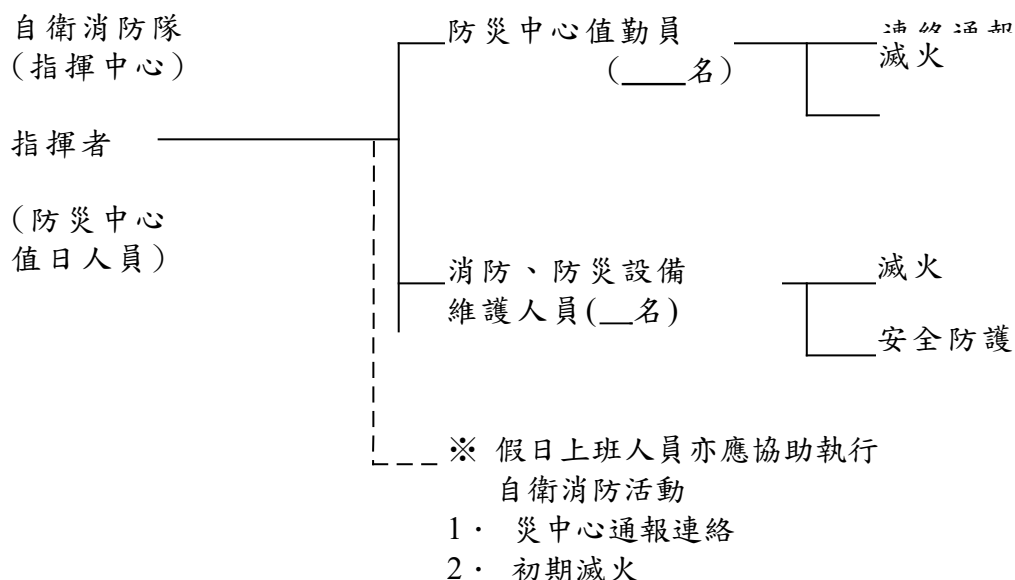 自衛消防隊
(指揮中心)
指揮者
(防災中心
值日人員)
防災中心值勤員
(____名)
連絡通報
滅火
消防、防災設備
維護人員(__名)
滅火
安全防護
※ 假日上班人員亦應協助執行
自衛消防活動
1. 災中心通報連絡
2. 初期滅火